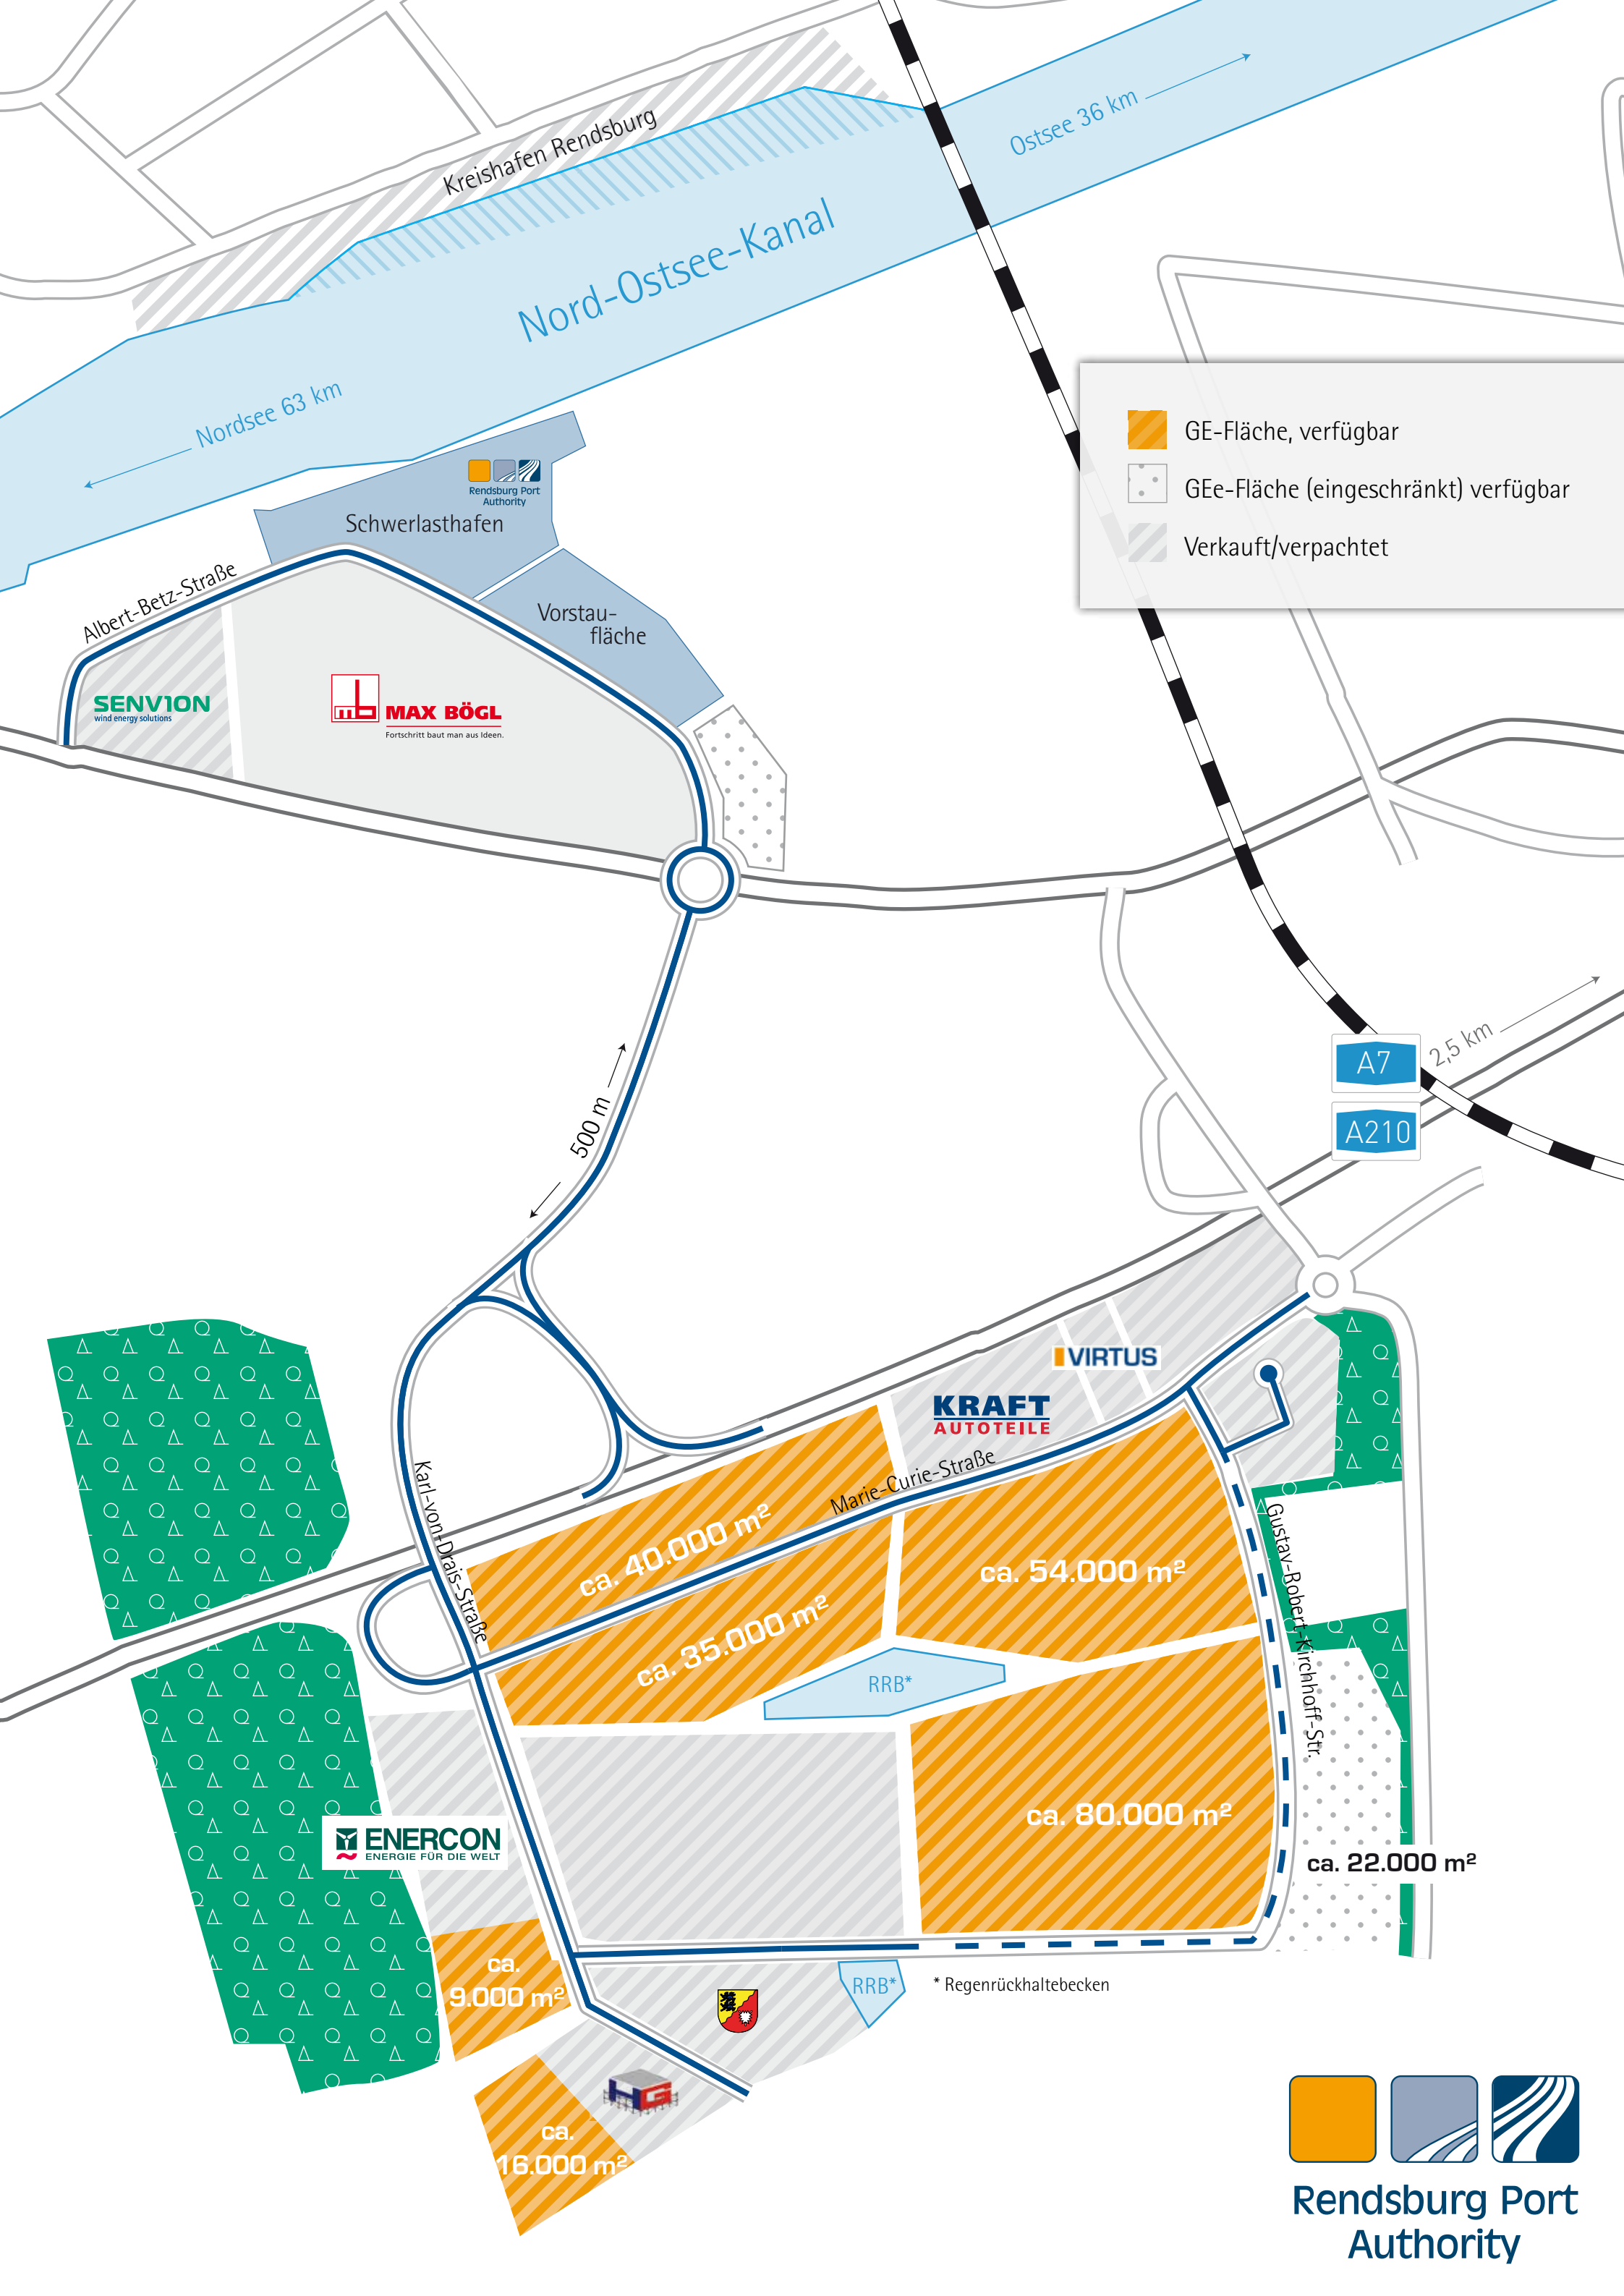 Kreishafen Rendsburg
Ostsee 36 km
Nord-Ostsee-Kanal
Nordsee 63 km
GE-Fläche, verfügbar
GEe-Fläche (eingeschränkt) verfügbar
Verkauft/verpachtet
Rendsburg Port
Authority
Schwerlasthafen
Albert-Betz-Straße
Vorstau-
fläche
SENVION
wind energy solutions
MAX BÖGL
Fortschritt baut man aus Ideen.
A7
2,5 km
A210
500 m
VIRTUS
KRAFT
AUTOTEILE
Marie-Curie-Straße
Karl-von-Drais-Straße
Gustav-Robert-Kirchhoff-Str.
ca. 40.000 m²
ca. 54.000 m²
ca. 35.000 m²
RRB*
ca. 80.000 m²
ENERCON
ENERGIE FÜR DIE WELT
ca. 22.000 m²
ca.
9.000 m²
RRB*
* Regenrückhaltebecken
HG
ca.
16.000 m²
Rendsburg Port
Authority